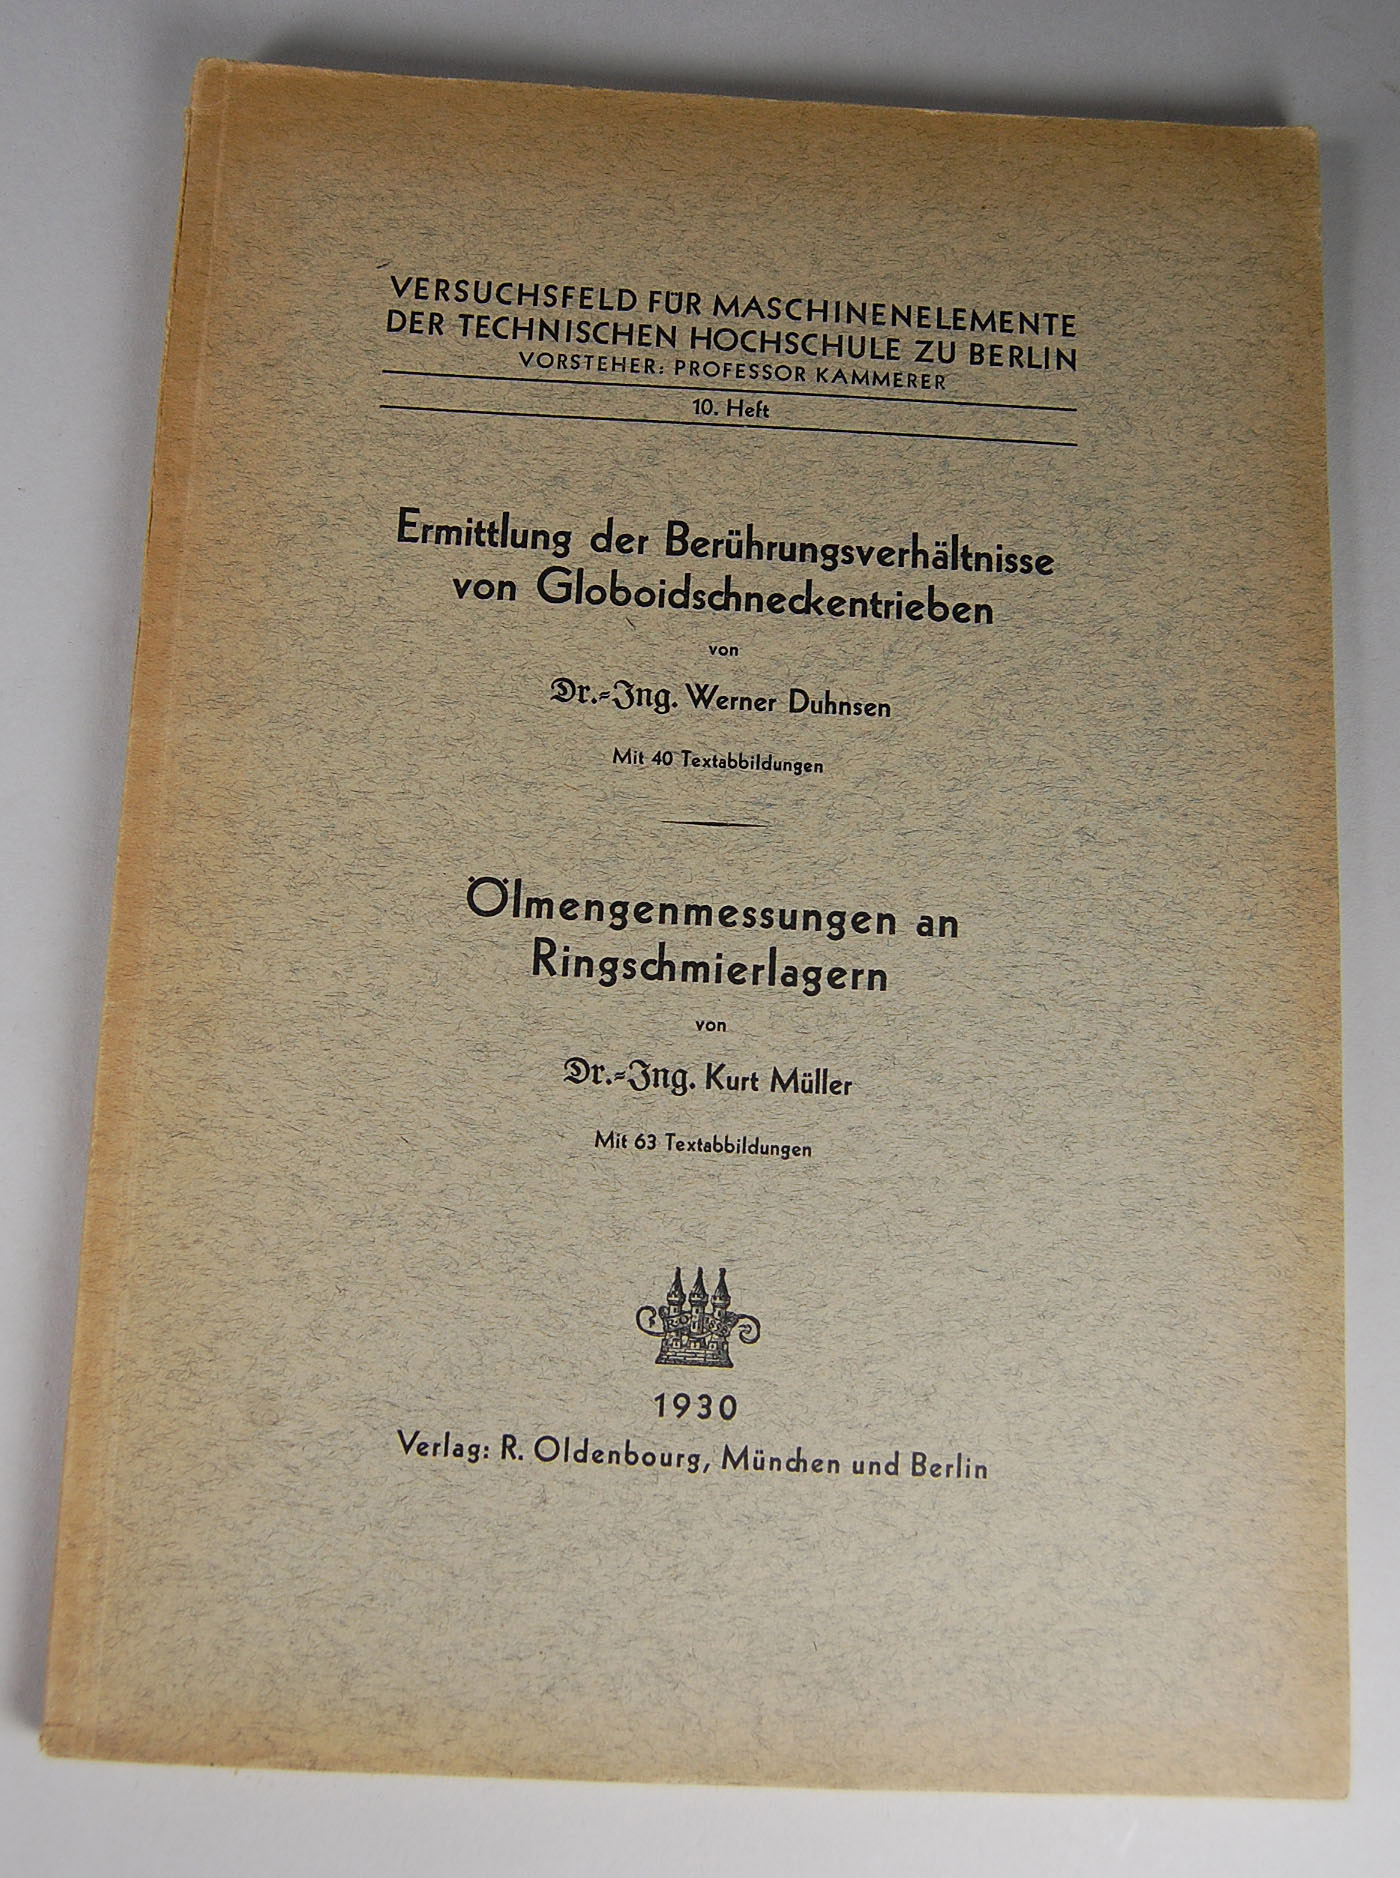 VERSUCHSFELD FÜR MASCHINENELEMENTE
DER TECHNISCHEN HOCHSCHULE ZU BERLIN
VORSTEHER: PROFESSOR KAMMERER
10. Heft
Ermittlung der Berührungsverhältnisse
von Globoidschneckentrieben
von
Dr.-Ing. Werner Duhnsen
Mit 40 Textabbildungen
Ölmengenmessungen an
Ringschmierlagern
von
Dr.-Ing. Kurt Müller
Mit 63 Textabbildungen
1930
Verlag: R. Oldenbourg, München und Berlin